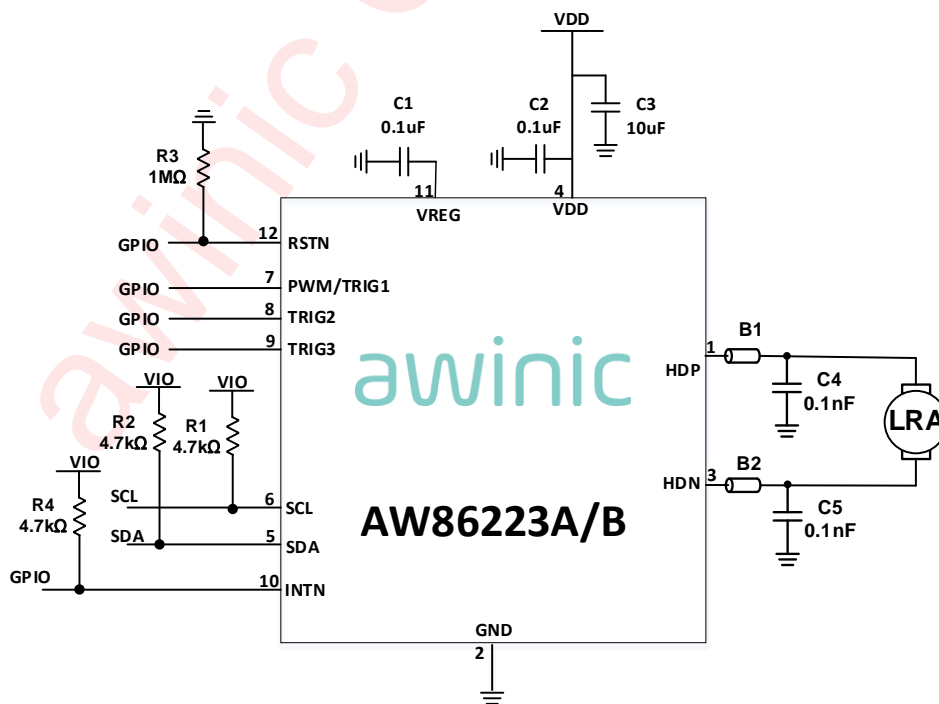 VDD
C1
0.1uF
C2
0.1uF
C3
10uF
R3
1MΩ
11
VREG
4
VDD
GPIO
12
RSTN
GPIO
7
PWM/TRIG1
GPIO
8
TRIG2
GPIO
9
TRIG3
VIO
R2
4.7kΩ
VIO
R1
4.7kΩ
VIO
R4
4.7kΩ
SCL
6
SCL
SDA
5
SDA
GPIO
10
INTN
awinic
AW86223A/B
GND
2
1
HDP
B1
C4
0.1nF
LRA
3
HDN
B2
C5
0.1nF
awinic